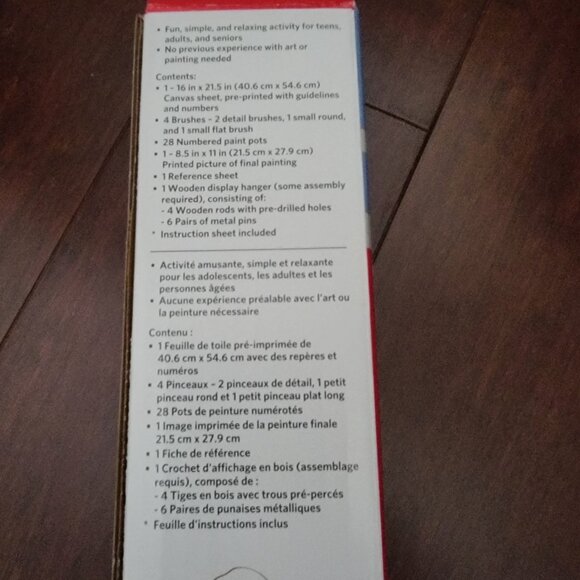 • Fun, simple, and relaxing activity for teens,
adults, and seniors
• No previous experience with art or
painting needed
Contents:
• 1 - 16 in x 21.5 in (40.6 cm x 54.6 cm)
Canvas sheet, pre-printed with guidelines
and numbers
• 4 Brushes - 2 detail brushes, 1 small round,
and 1 small flat brush
• 28 Numbered paint pots
• 1 - 8.5 in x 11 in (21.5 cm x 27.9 cm)
Printed picture of final painting
• 1 Reference sheet
• 1 Wooden display hanger (some assembly
required), consisting of:
- 4 Wooden rods with pre-drilled holes
- 6 Pairs of metal pins
* Instruction sheet included
• Activité amusante, simple et relaxante
pour les adolescents, les adultes et les
personnes âgées
• Aucune expérience préalable avec l'art ou
la peinture nécessaire
Contenu :
• 1 Feuille de toile pré-imprimée de
40.6 cm x 54.6 cm avec des repères et
numéros
• 4 Pinceaux - 2 pinceaux de détail, 1 petit
pinceau rond et 1 petit pinceau plat long
• 28 Pots de peinture numérotés
• 1 Image imprimée de la peinture finale
21.5 cm x 27.9 cm
• 1 Fiche de référence
• 1 Crochet d'affichage en bois (assemblage
requis), composé de :
- 4 Tiges en bois avec trous pré-percés
- 6 Paires de punaises métalliques
* Feuille d'instructions inclus